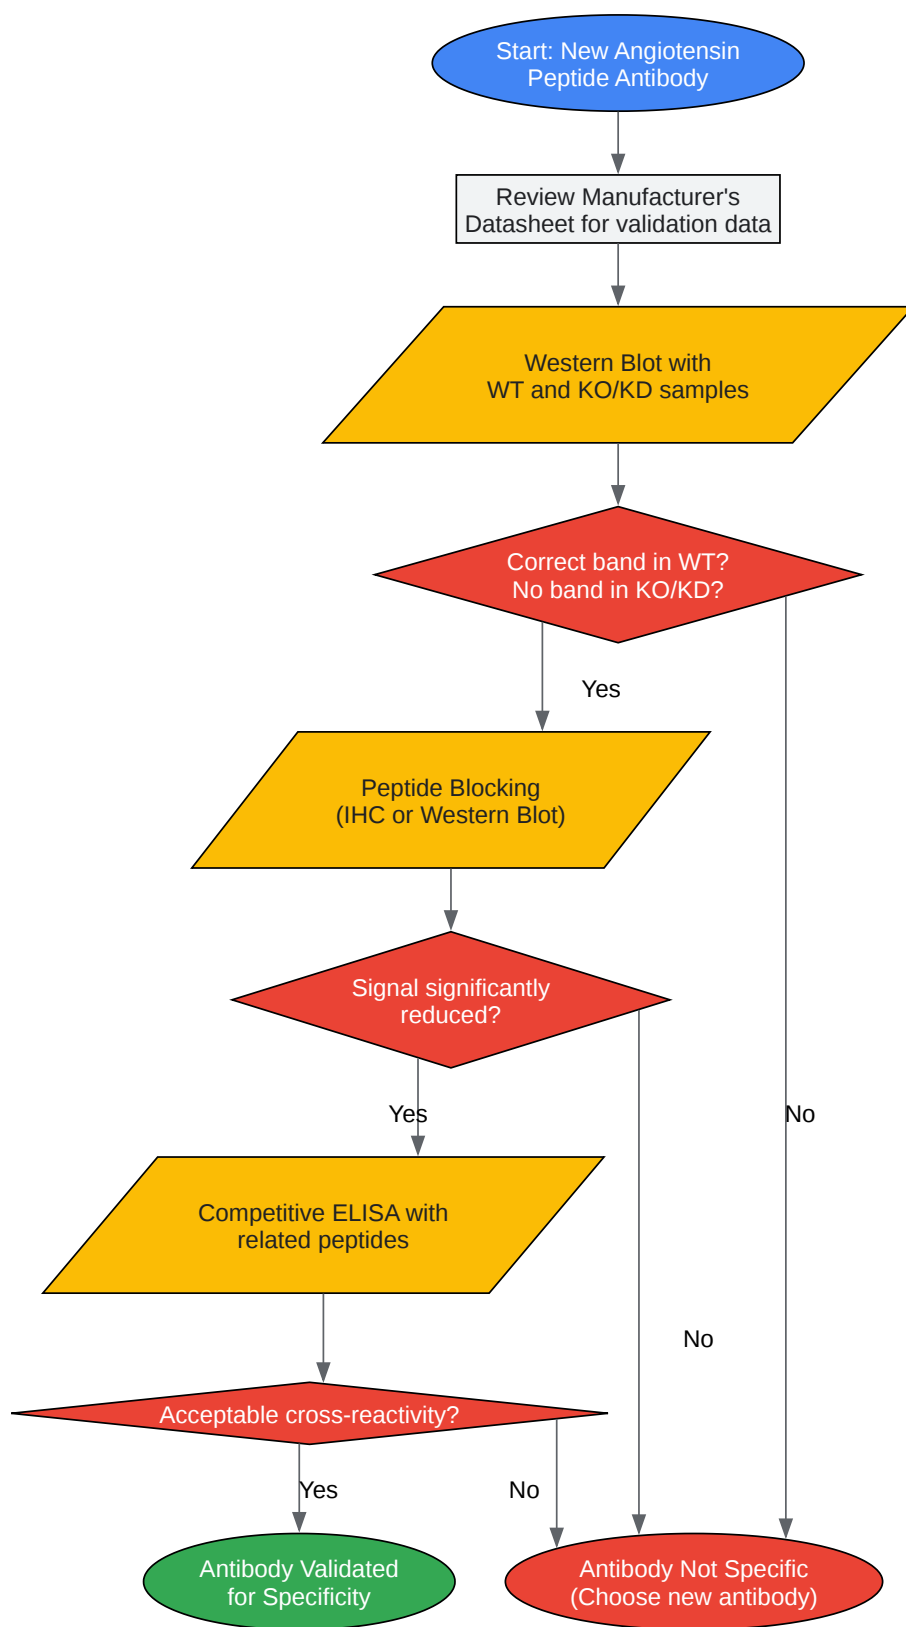 Start: New Angiotensin
Peptide Antibody
Review Manufacturer's
Datasheet for validation data
Western Blot with
WT and KO/KD samples
Correct band in WT?
No band in KO/KD?
Yes
Peptide Blocking
(IHC or Western Blot)
Signal significantly
reduced?
Yes
No
Competitive ELISA with
related peptides
No
Acceptable cross-reactivity?
Yes
No
Antibody Validated
for Specificity
Antibody Not Specific
(Choose new antibody)